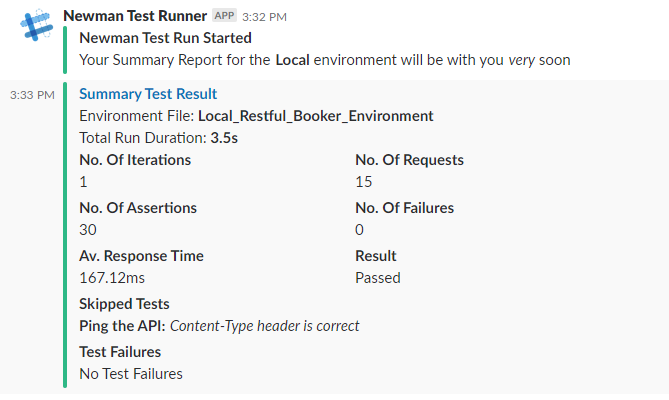 Newman Test Runner APP 3:32 PM
Newman Test Run Started
Your Summary Report for the Local environment will be with you very soon
3:33 PM Summary Test Result
Environment File: Local_Restful_Booker_Environment
Total Run Duration: 3.5s
No. Of Iterations No. Of Requests
1 15
No. Of Assertions No. Of Failures
30 0
Av. Response Time Result
167.12ms Passed
Skipped Tests
Ping the API: Content-Type header is correct
Test Failures
No Test Failures